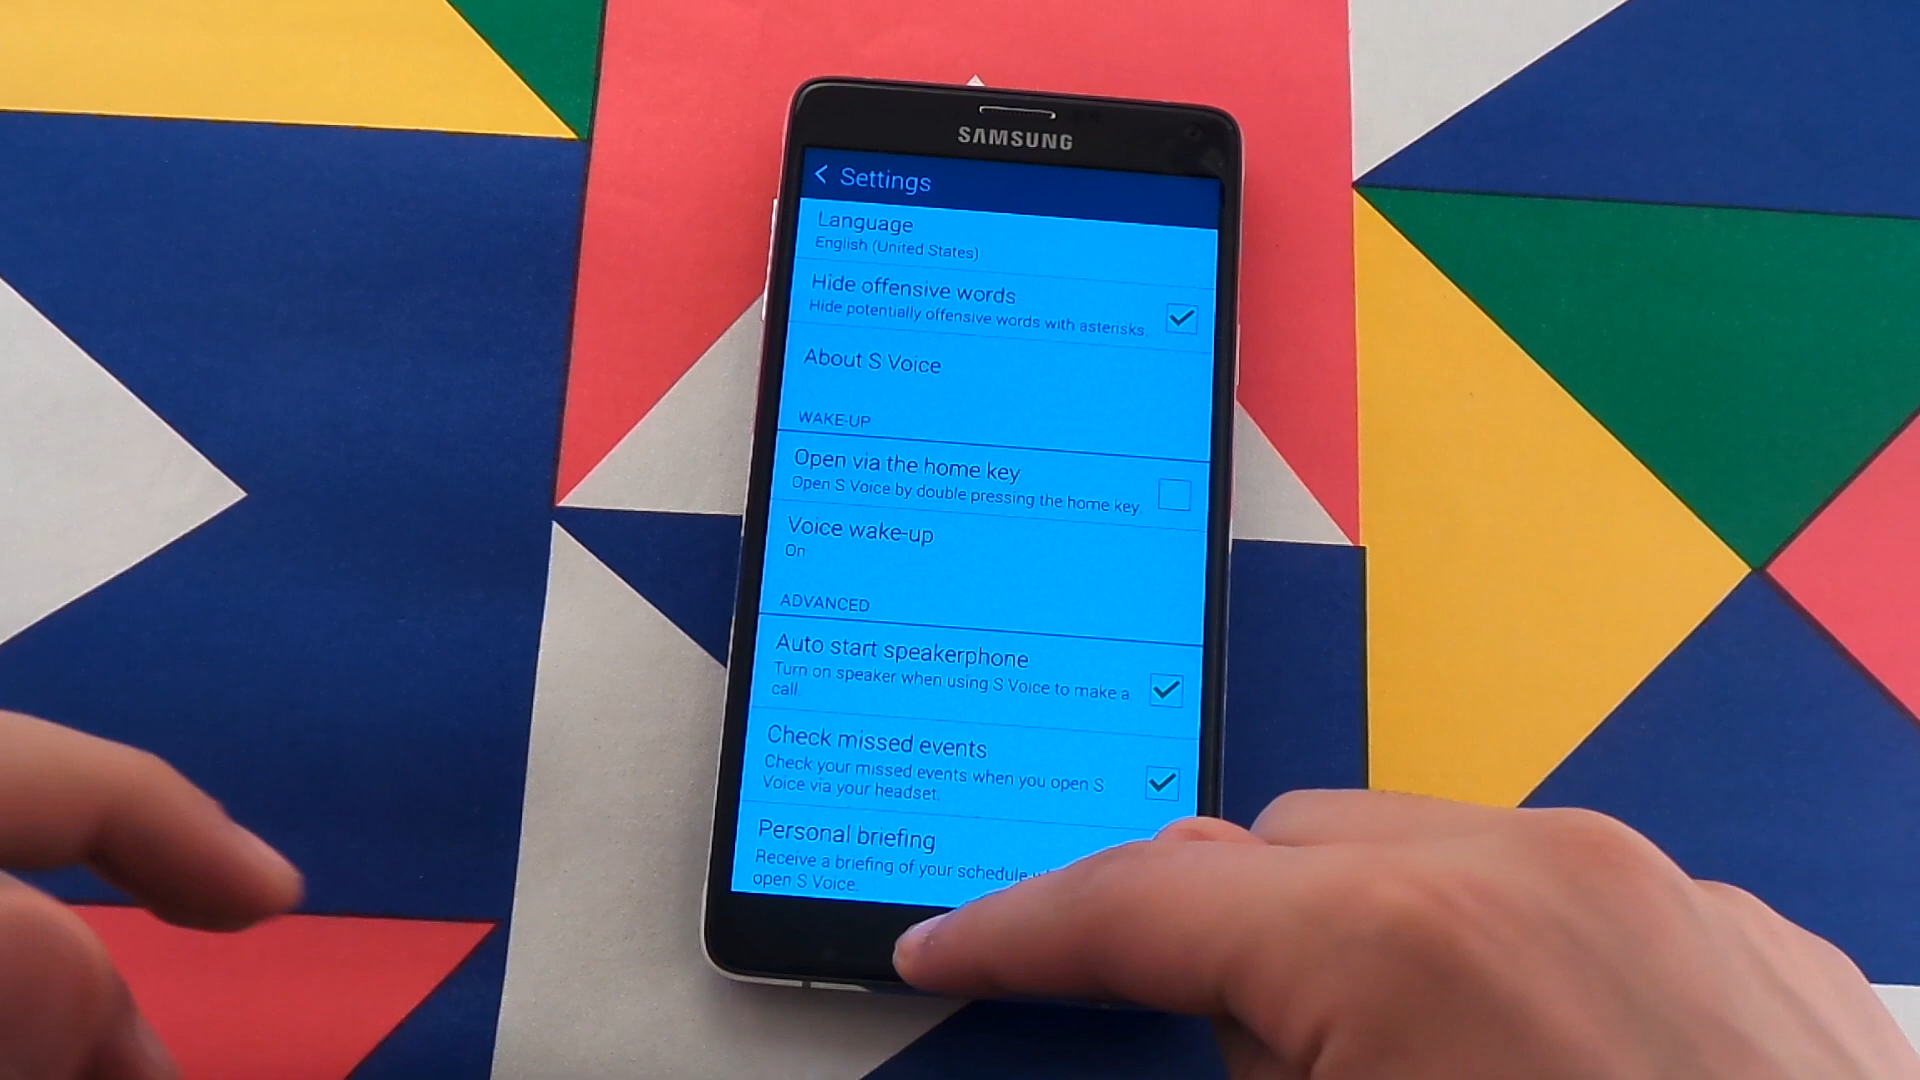 SAMSUNG
Settings
Language
English (United States)
Hide offensive words
Hide potentially offensive words with asterisks.
About S Voice
WAKE-UP
Open via the home key
Open S Voice by double pressing the home key.
Voice wake-up
On
ADVANCED
Auto start speakerphone
Turn on speaker when using S Voice to make a
call.
Check missed events
Check your missed events when you open S
Voice via your headset.
Personal briefing
Receive a briefing of your schedule
open S Voice.